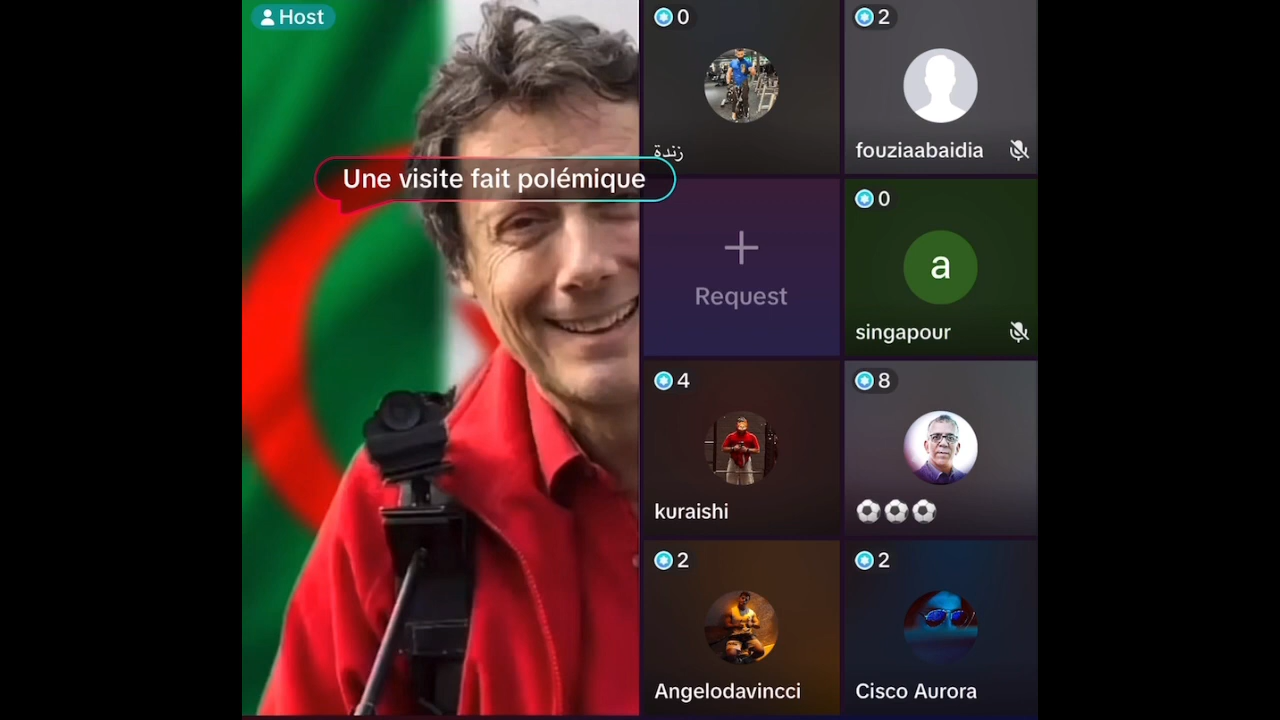 Host
Une visite fait polémique
0
زندة
2
fouziaabaidia
Request
0
a
singapour
4
kuraishi
8
⚽⚽⚽
2
Angelodavincci
2
Cisco Aurora